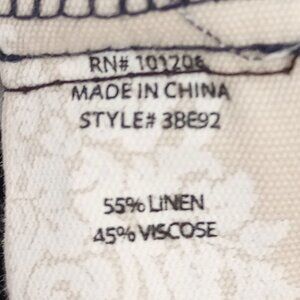 RN# 101206
MADE IN CHINA
STYLE# 3BE92
55% LINEN
45% VISCOSE